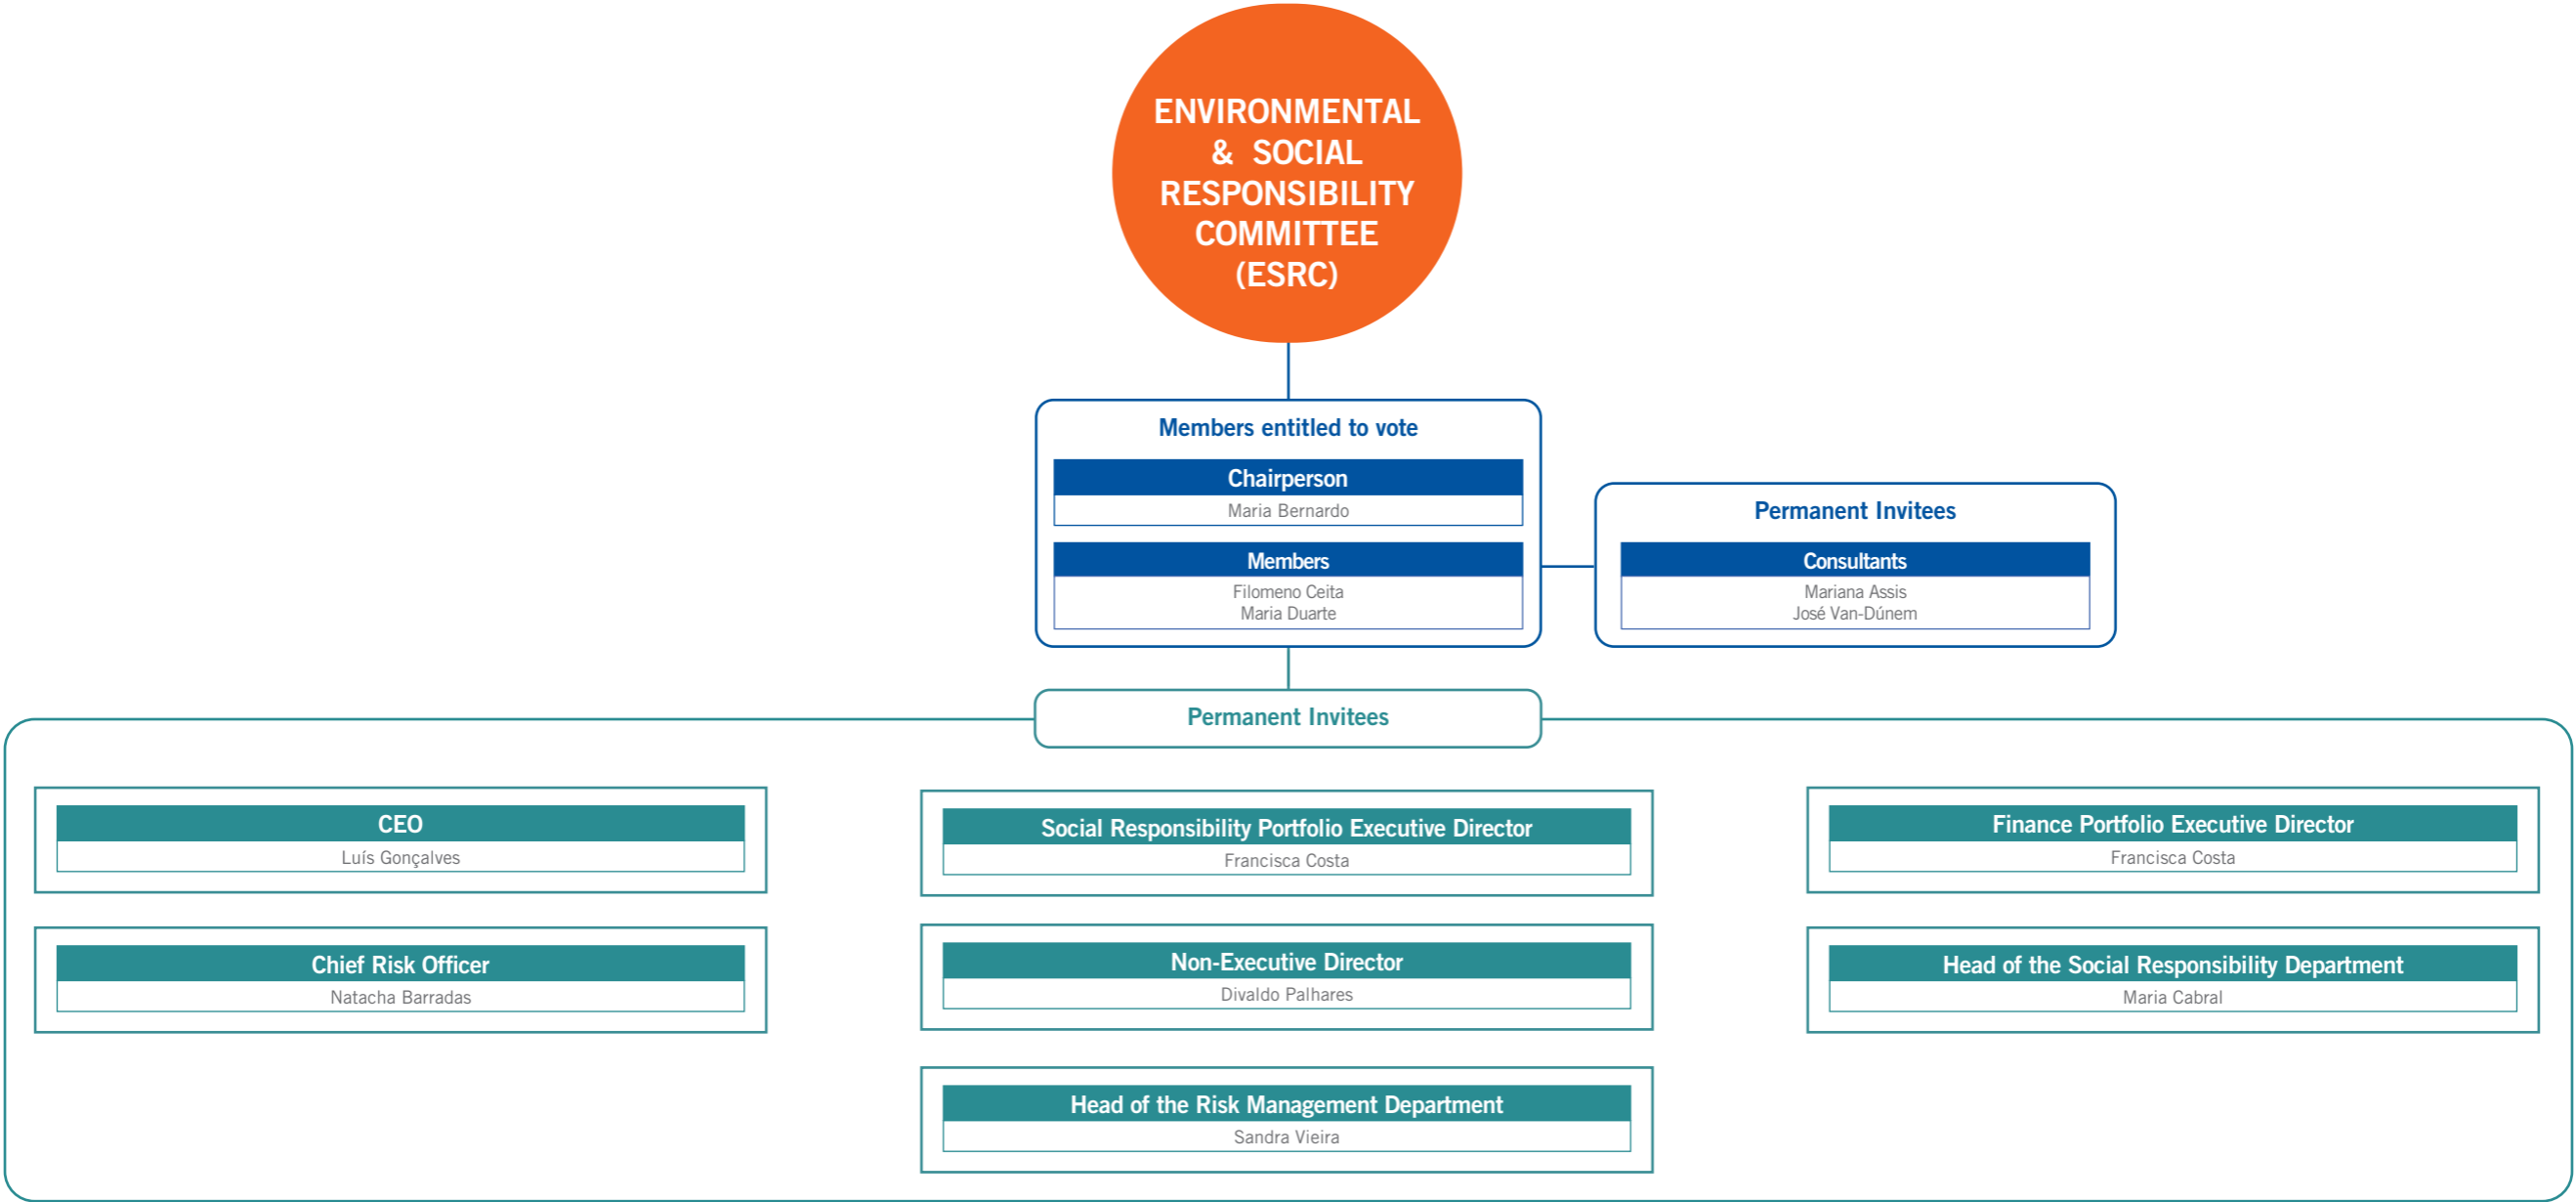 ENVIRONMENTAL
& SOCIAL
RESPONSIBILITY
COMMITTEE
(ESRC)
Members entitled to vote
Chairperson
Maria Bernardo
Members
Filomeno Ceita
Maria Duarte
Permanent Invitees
Consultants
Mariana Assis
José Van-Dúnem
Permanent Invitees
CEO
Luís Gonçalves
Social Responsibility Portfolio Executive Director
Francisca Costa
Finance Portfolio Executive Director
Francisca Costa
Chief Risk Officer
Natacha Barradas
Non-Executive Director
Divaldo Palhares
Head of the Social Responsibility Department
Maria Cabral
Head of the Risk Management Department
Sandra Vieira